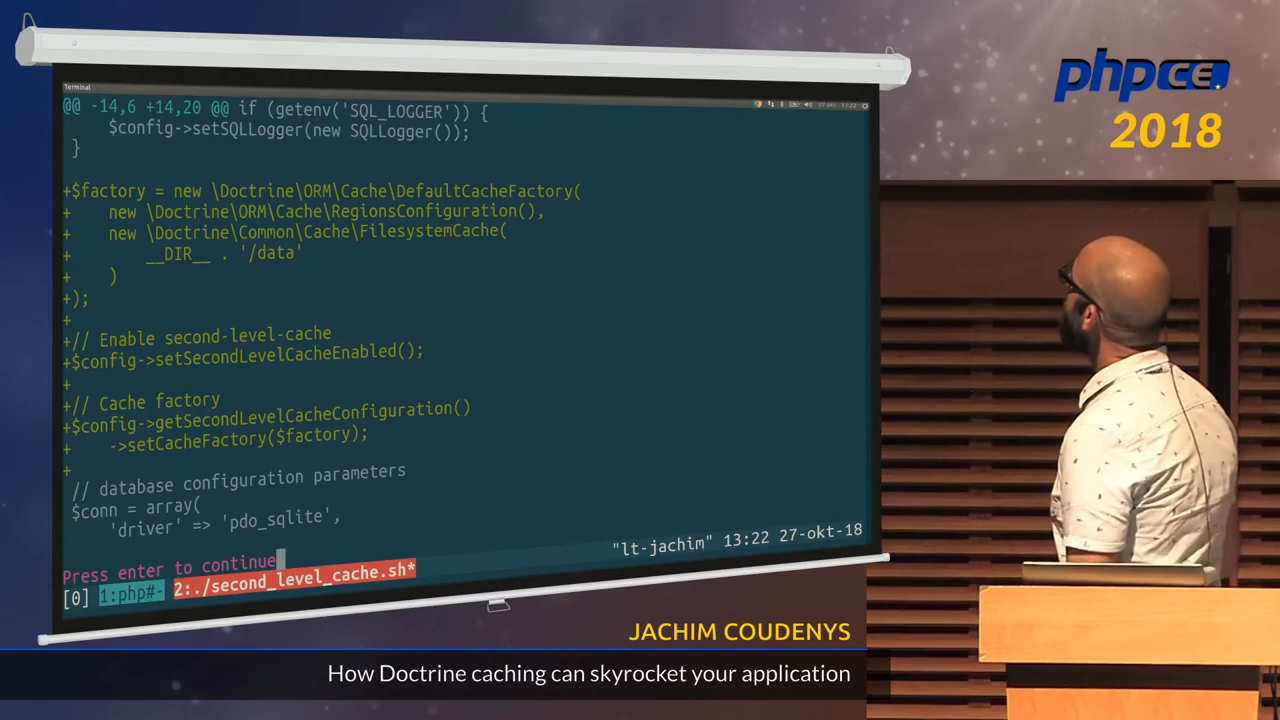 phpce
2018
Terminal
27 окт 13:22
@@ -14,6 +14,20 @@ if (getenv('SQL_LOGGER')) {
$config->setSQLLogger(new SQLLogger());
}
+$factory = new \Doctrine\ORM\Cache\DefaultCacheFactory(
+ new \Doctrine\ORM\Cache\RegionsConfiguration(),
+ new \Doctrine\Common\Cache\FilesystemCache(
+ __DIR__ . '/data'
+ )
+);
+
+// Enable second-level-cache
+$config->setSecondLevelCacheEnabled();
+
+// Cache factory
+$config->getSecondLevelCacheConfiguration()
+ ->setCacheFactory($factory);
+
// database configuration parameters
$conn = array(
'driver' => 'pdo_sqlite',
Press enter to continue
[0] 1:php#- 2:./second_level_cache.sh* "lt-jachim" 13:22 27-okt-18
JACHIM COUDENYS
How Doctrine caching can skyrocket your application